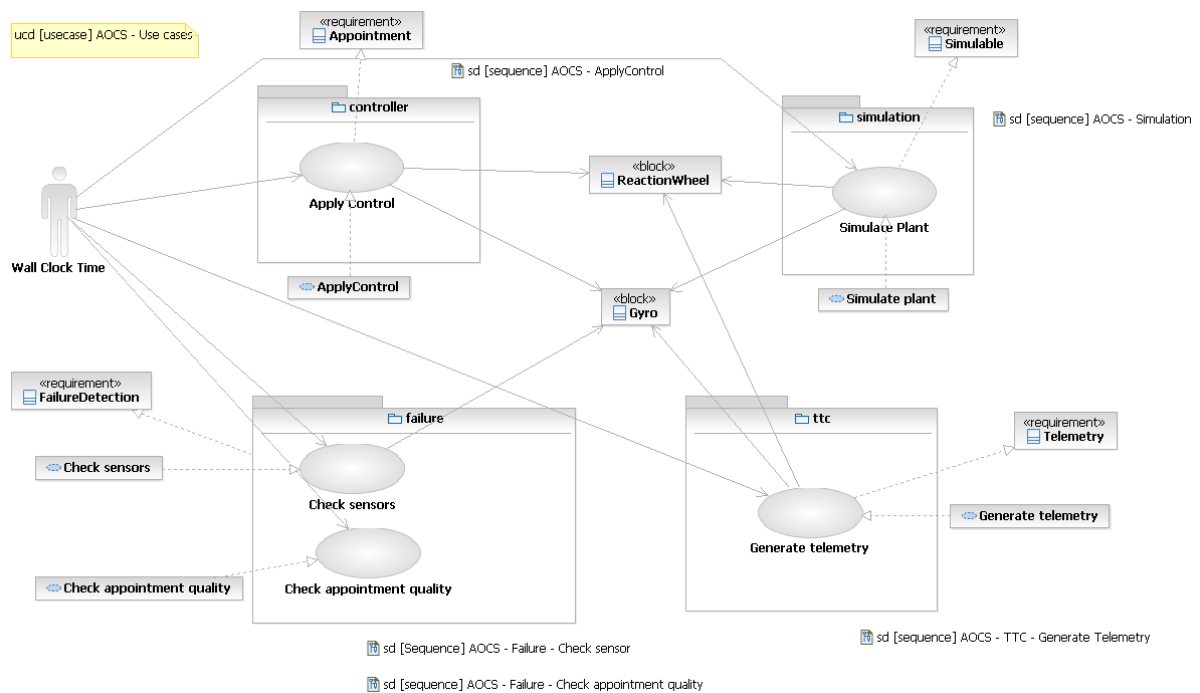 «requirement»
Appointment
«requirement»
Simulable
ucd [usecase] AOCS - Use cases
sd [sequence] AOCS - ApplyControl
controller
simulation
sd [sequence] AOCS - Simulation
«block»
ReactionWheel
Apply Control
Simulate Plant
Wall Clock Time
ApplyControl
«block»
Gyro
Simulate plant
«requirement»
FailureDetection
failure
ttc
«requirement»
Telemetry
Check sensors
Check sensors
Generate telemetry
Generate telemetry
Check appointment quality
Check appointment quality
sd [Sequence] AOCS - Failure - Check sensor
sd [sequence] AOCS - TTC - Generate Telemetry
sd [sequence] AOCS - Failure - Check appointment quality